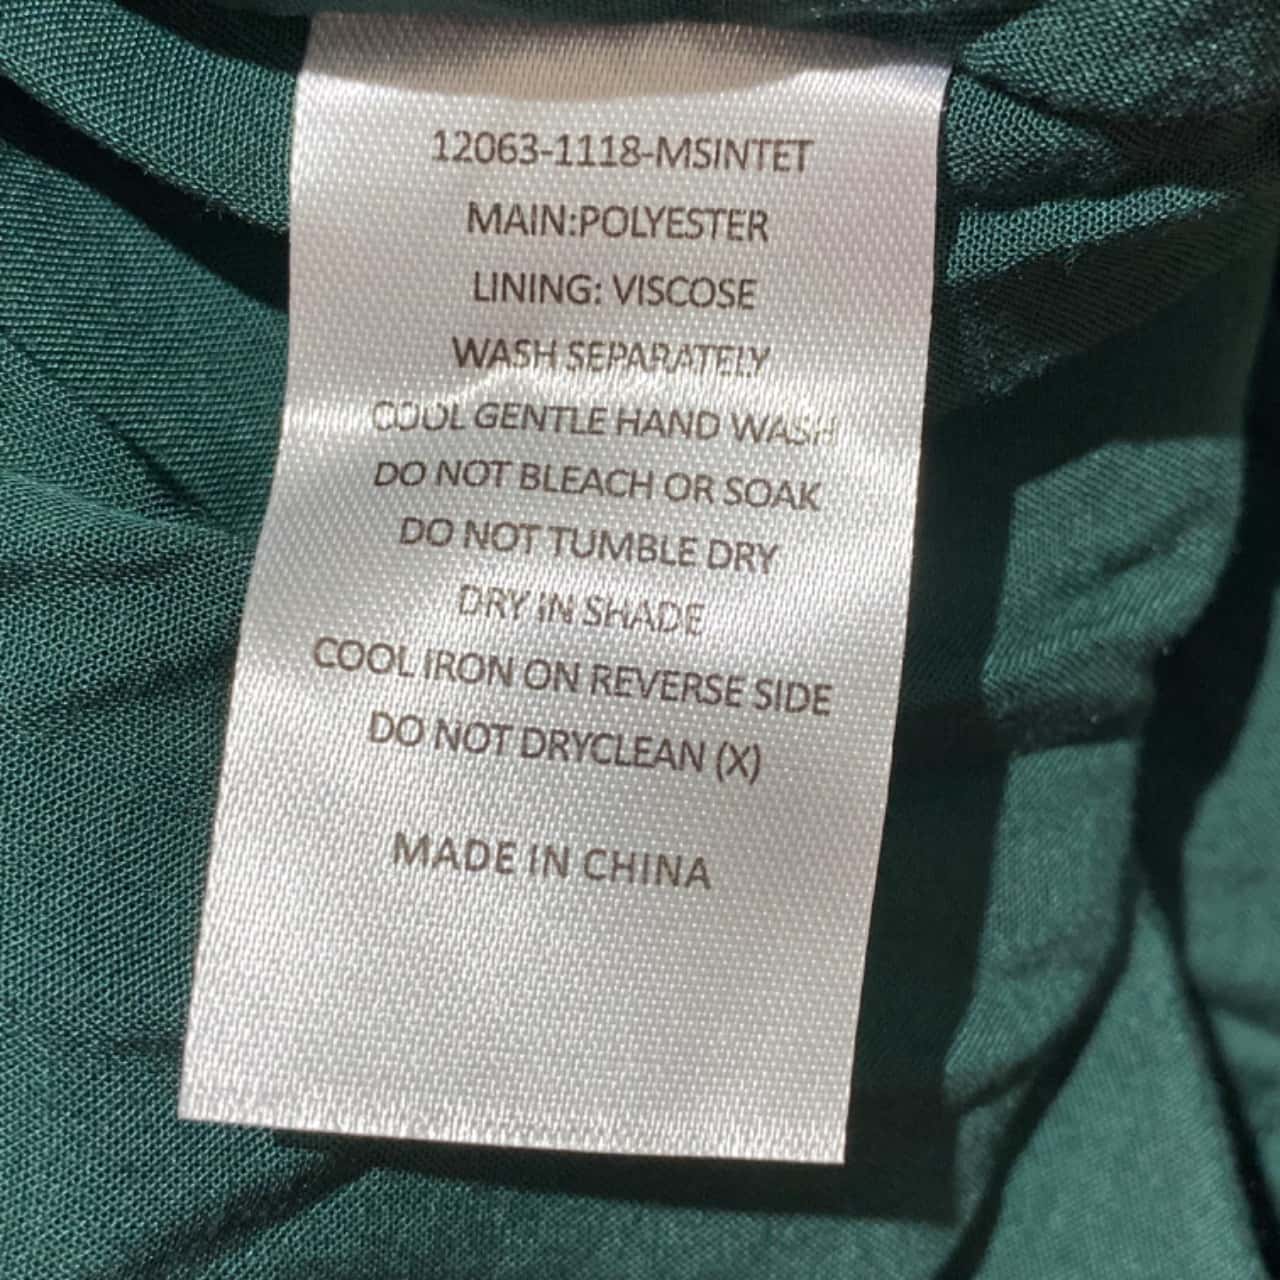 12063-1118-MSINTET
MAIN:POLYESTER
LINING: VISCOSE
WASH SEPARATELY
COOL GENTLE HAND WASH
DO NOT BLEACH OR SOAK
DO NOT TUMBLE DRY
DRY IN SHADE
COOL IRON ON REVERSE SIDE
DO NOT DRYCLEAN (X)
MADE IN CHINA